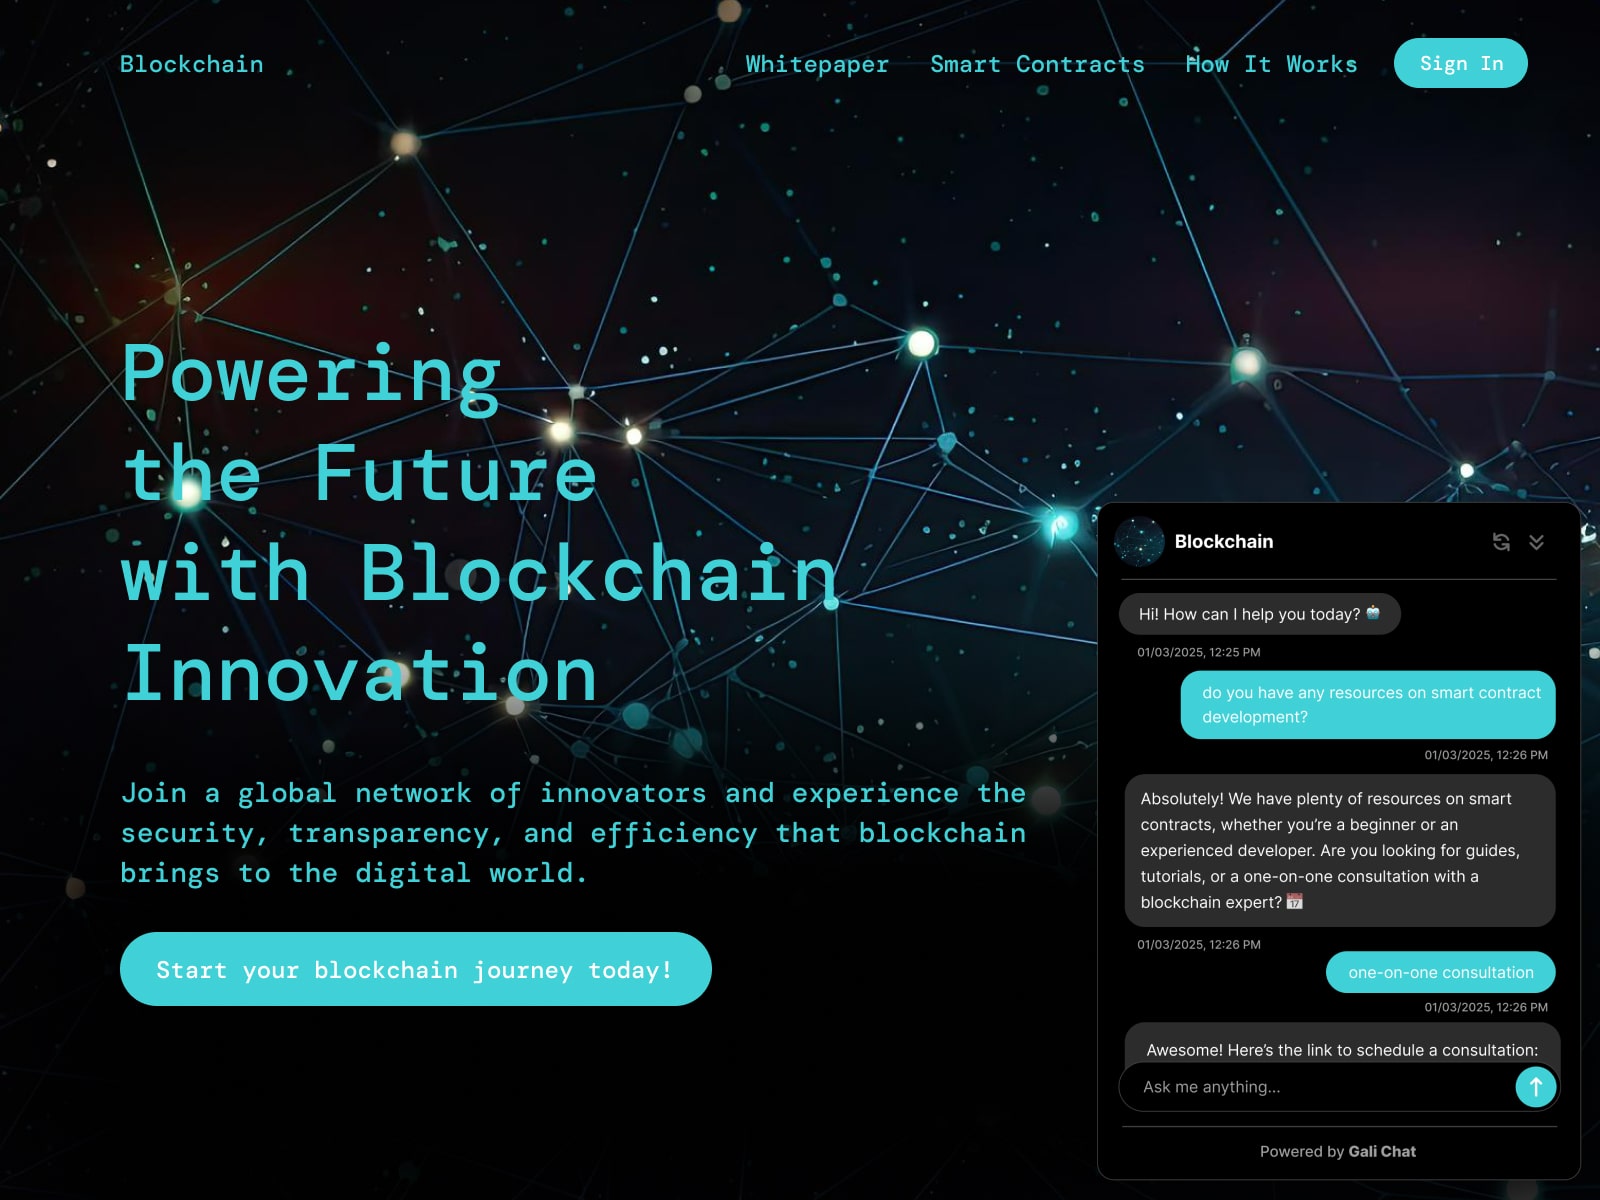 Blockchain
Whitepaper
Smart Contracts
How It Works
Sign In
Powering
the Future
with Blockchain
Innovation
Join a global network of innovators and experience the
security, transparency, and efficiency that blockchain
brings to the digital world.
Start your blockchain journey today!
Blockchain
Hi! How can I help you today? 🤖
01/03/2025, 12:25 PM
do you have any resources on smart contract
development?
01/03/2025, 12:26 PM
Absolutely! We have plenty of resources on smart
contracts, whether you’re a beginner or an
experienced developer. Are you looking for guides,
tutorials, or a one-on-one consultation with a
blockchain expert? 📅
01/03/2025, 12:26 PM
one-on-one consultation
01/03/2025, 12:26 PM
Awesome! Here’s the link to schedule a consultation:
Ask me anything...
Powered by Gali Chat